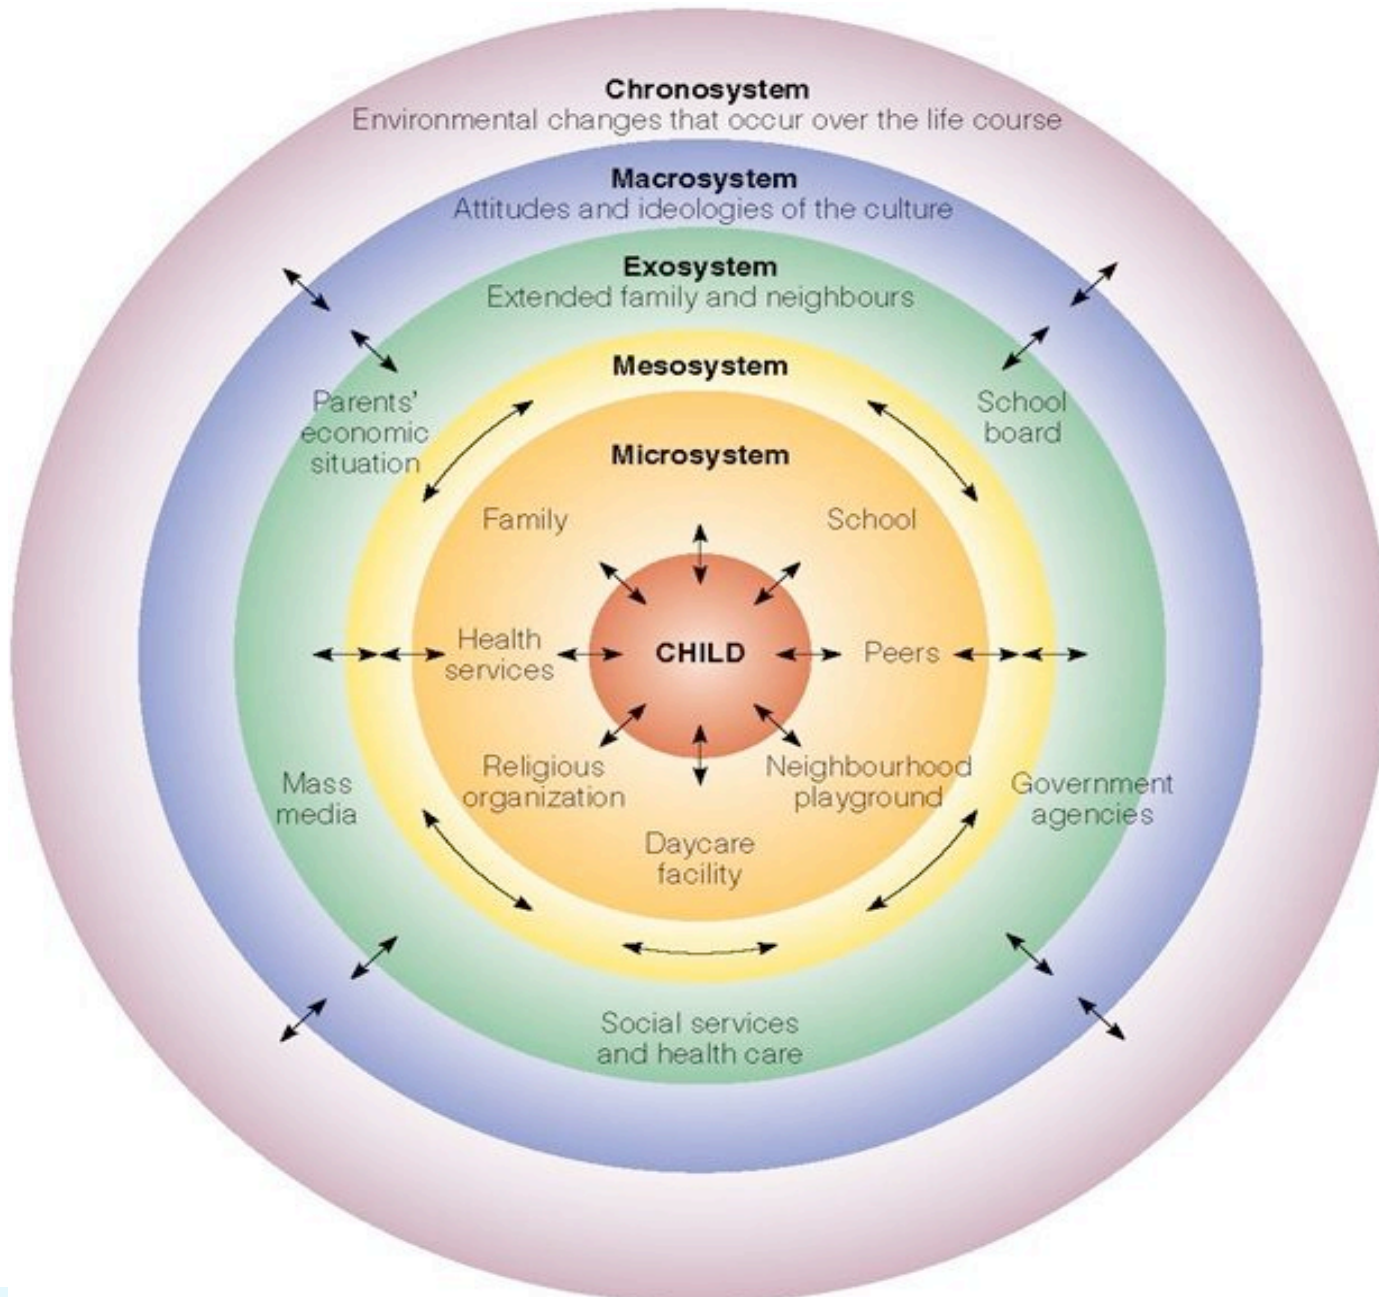 Chronosystem
Environmental changes that occur over the life course
Macrosystem
Attitudes and ideologies of the culture
Exosystem
Extended family and neighbours
Mesosystem
Parents'
economic
situation
School
board
Microsystem
Family
School
Health
services
CHILD
Peers
Religious
organization
Neighbourhood
playground
Mass
media
Government
agencies
Daycare
facility
Social services
and health care